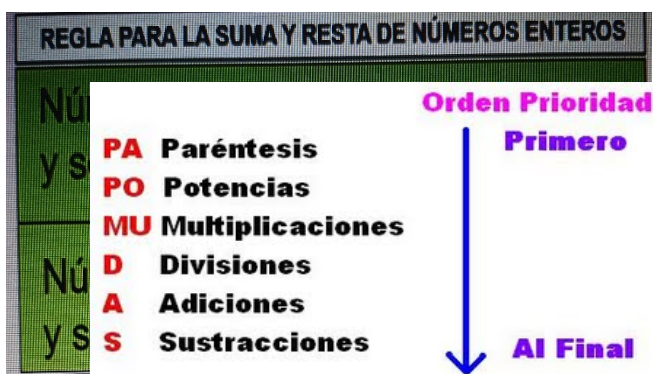 REGLA PARA LA SUMA Y RESTA DE NÚMEROS ENTEROS
Orden Prioridad
Primero
PA Paréntesis
PO Potencias
MU Multiplicaciones
D Divisiones
A Adiciones
S Sustracciones
Al Final